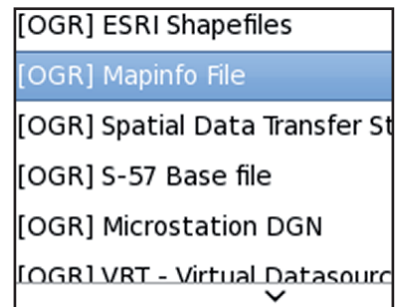 [OGR] ESRI Shapefiles
[OGR] Mapinfo File
[OGR] Spatial Data Transfer St
[OGR] S-57 Base file
[OGR] Microstation DGN
[OGR] VRT - Virtual Datasourc